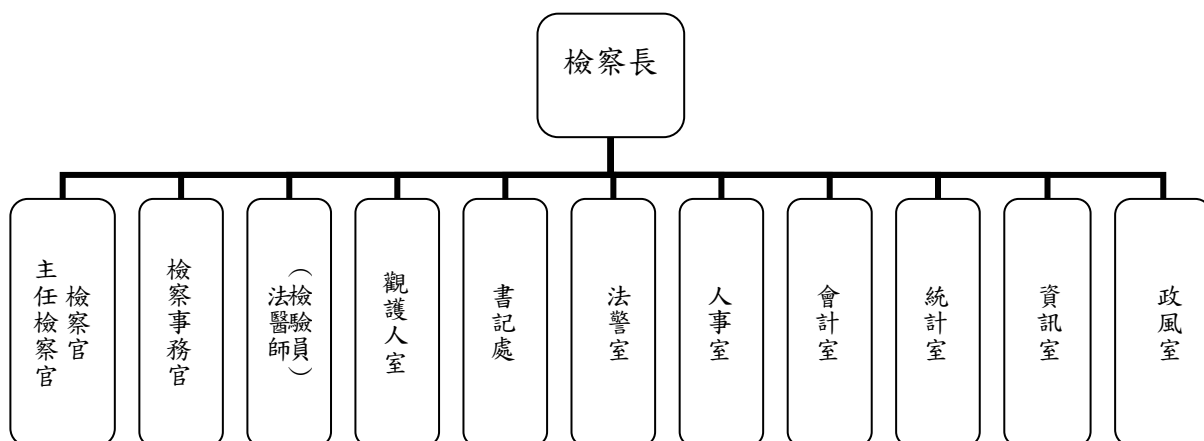 檢察長
主任檢察官
檢察官
檢察事務官
法醫師
（檢驗員）
觀護人室
書記處
法警室
人事室
會計室
統計室
資訊室
政風室